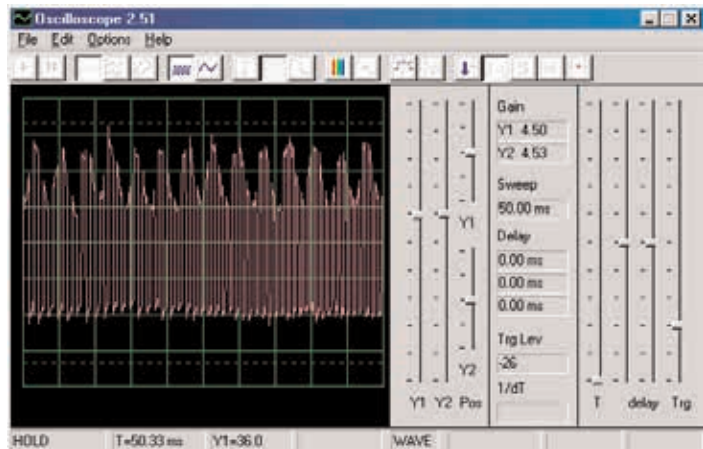 Oscilloscope 2.51
File Edit Options Help
Gain
Y1 4.50
Y2 4.53
Sweep
50.00 ms
Delay
0.00 ms
0.00 ms
0.00 ms
Trg Lev
-26
1/dT
Y1
Y2
Y1 Y2 Pos
T delay Trg
HOLD T=50.33 ms Y1=36.0 WAVE